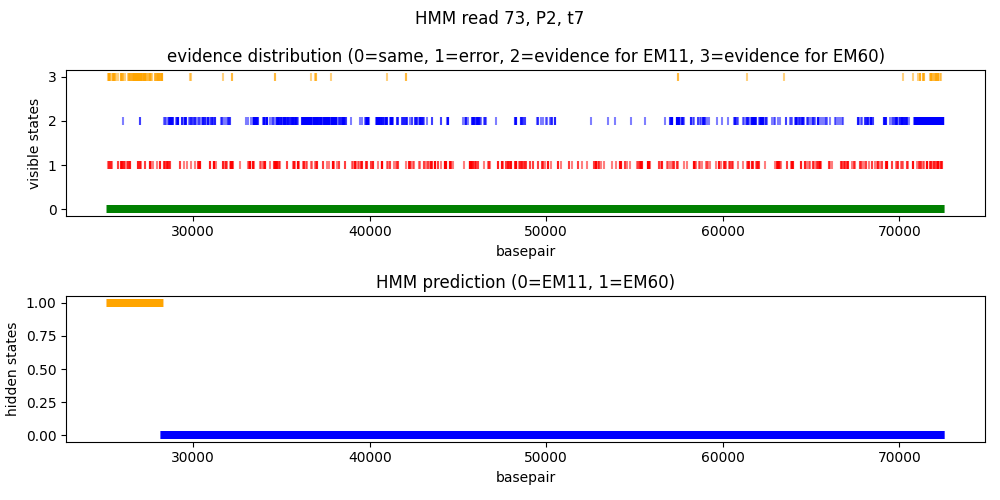 HMM read 73, P2, t7
evidence distribution (0=same, 1=error, 2=evidence for EM11, 3=evidence for EM60)
visible states
3
2
1
0
30000 40000 50000 60000 70000
basepair
HMM prediction (0=EM11, 1=EM60)
hidden states
1.00
0.75
0.50
0.25
0.00
30000 40000 50000 60000 70000
basepair